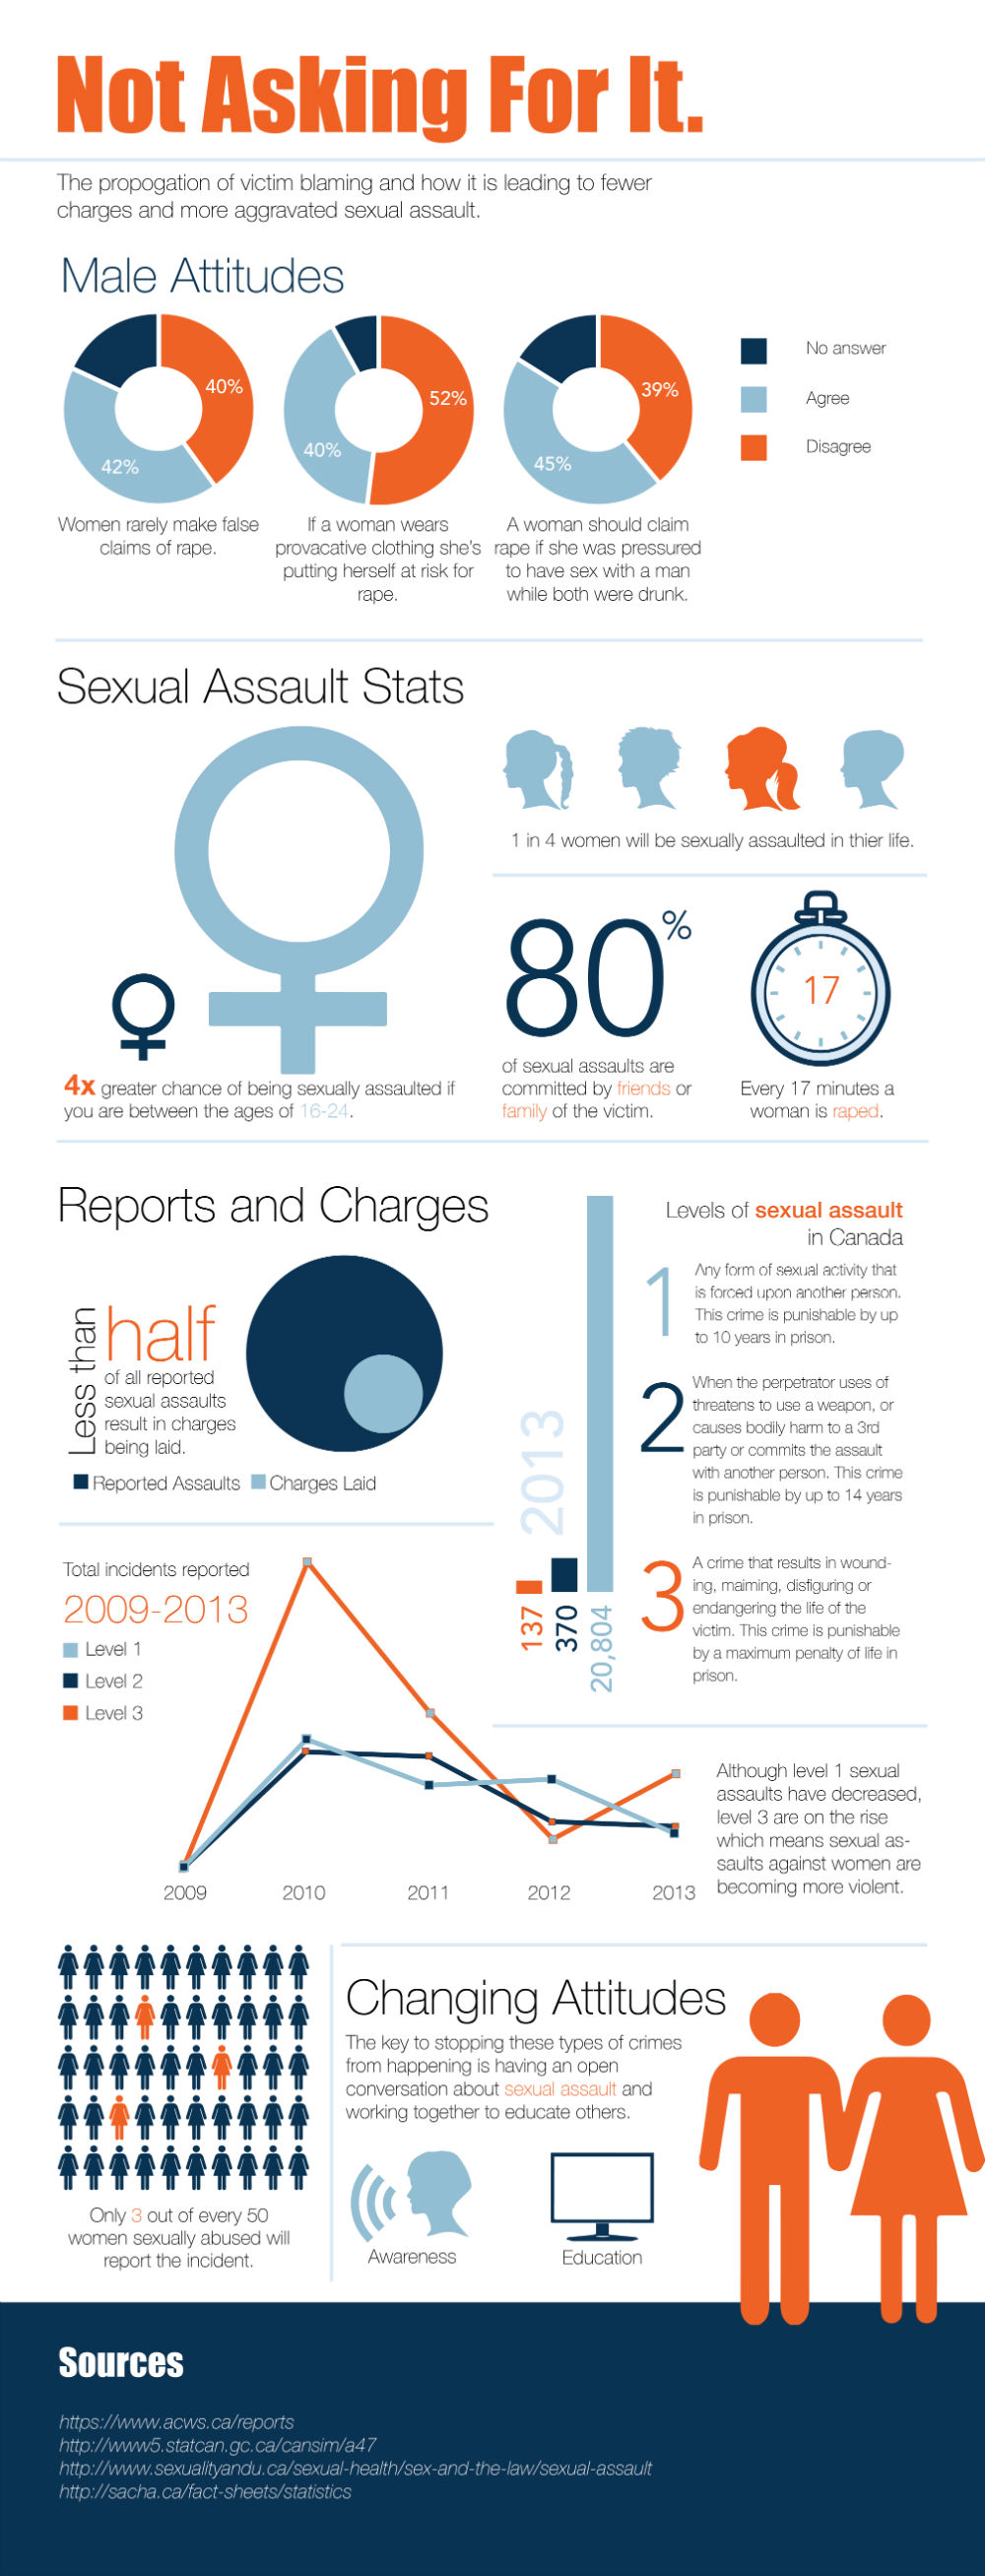 Not Asking For It.
The propogation of victim blaming and how it is leading to fewer
charges and more aggravated sexual assault.
Male Attitudes
40%
42%
52%
40%
39%
45%
No answer
Agree
Disagree
Women rarely make false
claims of rape.
If a woman wears
provacative clothing she's
putting herself at risk for
rape.
A woman should claim
rape if she was pressured
to have sex with a man
while both were drunk.
Sexual Assault Stats
1 in 4 women will be sexually assaulted in thier life.
4x greater chance of being sexually assaulted if
you are between the ages of 16-24.
80%
of sexual assaults are
committed by friends or
family of the victim.
17
Every 17 minutes a
woman is raped.
Reports and Charges
Less than
half
of all reported
sexual assaults
result in charges
being laid.
Reported Assaults
Charges Laid
2013
137
370
20,804
Levels of sexual assault
in Canada
1
Any form of sexual activity that
is forced upon another person.
This crime is punishable by up
to 10 years in prison.
2
When the perpetrator uses of
threatens to use a weapon, or
causes bodily harm to a 3rd
party or commits the assault
with another person. This crime
is punishable by up to 14 years
in prison.
3
A crime that results in wound-
ing, maiming, disfiguring or
endangering the life of the
victim. This crime is punishable
by a maximum penalty of life in
prison.
Total incidents reported
2009-2013
Level 1
Level 2
Level 3
2009
2010
2011
2012
2013
Although level 1 sexual
assaults have decreased,
level 3 are on the rise
which means sexual as-
saults against women are
becoming more violent.
Only 3 out of every 50
women sexually abused will
report the incident.
Changing Attitudes
The key to stopping these types of crimes
from happening is having an open
conversation about sexual assault and
working together to educate others.
Awareness
Education
Sources
https://www.acws.ca/reports
http://www5.statcan.gc.ca/cansim/a47
http://www.sexualityandu.ca/sexual-health/sex-and-the-law/sexual-assault
http://sacha.ca/fact-sheets/statistics